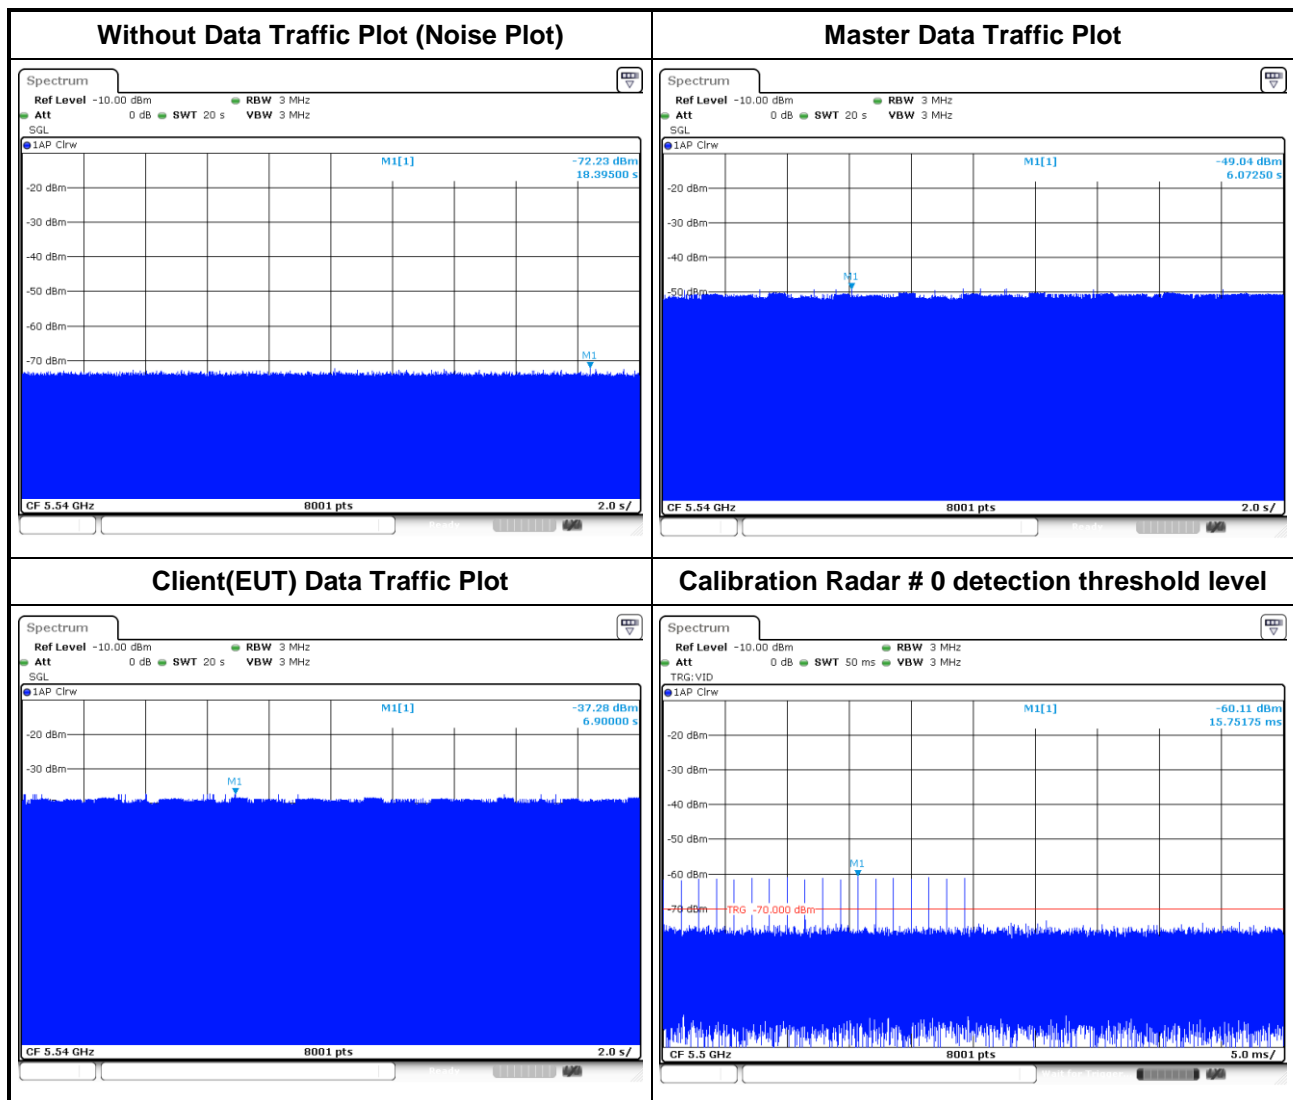 Without Data Traffic Plot (Noise Plot)
Spectrum
Ref Level -10.00 dBm RBW 3 MHz
Att 0 dB SWT 20 s VBW 3 MHz
SGL
1AP Clrw
M1[1] -72.23 dBm
18.39500 s
-20 dBm
-30 dBm
-40 dBm
-50 dBm
-60 dBm
-70 dBm
M1
CF 5.54 GHz 8001 pts 2.0 s/
Ready
Master Data Traffic Plot
Spectrum
Ref Level -10.00 dBm RBW 3 MHz
Att 0 dB SWT 20 s VBW 3 MHz
SGL
1AP Clrw
M1[1] -49.04 dBm
6.07250 s
-20 dBm
-30 dBm
-40 dBm
M1
-50 dBm
CF 5.54 GHz 8001 pts 2.0 s/
Ready
Client(EUT) Data Traffic Plot
Spectrum
Ref Level -10.00 dBm RBW 3 MHz
Att 0 dB SWT 20 s VBW 3 MHz
SGL
1AP Clrw
M1[1] -37.28 dBm
6.90000 s
-20 dBm
-30 dBm
M1
CF 5.54 GHz 8001 pts 2.0 s/
Ready
Calibration Radar # 0 detection threshold level
Spectrum
Ref Level -10.00 dBm RBW 3 MHz
Att 0 dB SWT 50 ms VBW 3 MHz
TRG:VID
1AP Clrw
M1[1] -60.11 dBm
15.75175 ms
-20 dBm
-30 dBm
-40 dBm
-50 dBm
M1
-60 dBm
-70 dBm TRG -70.000 dBm
CF 5.5 GHz 8001 pts 5.0 ms/
Wait for Trigger